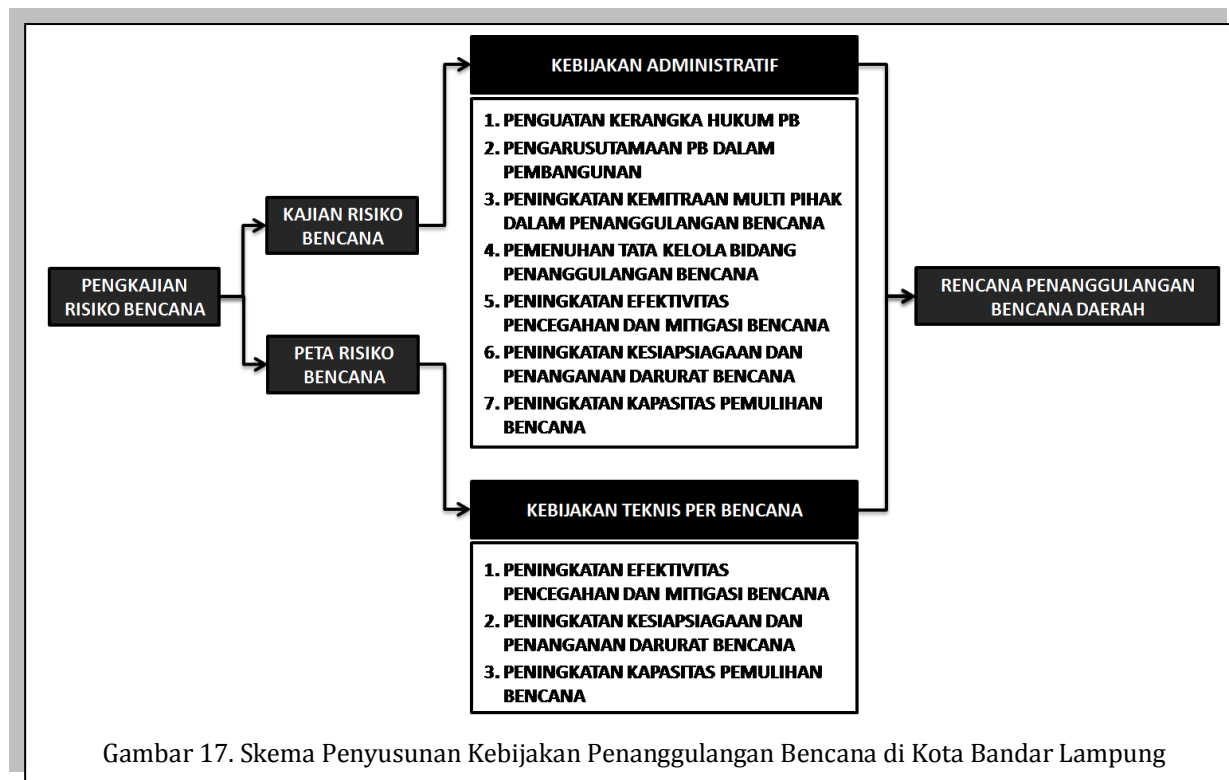 PENGKAJIAN
RISIKO BENCANA
KAJIAN RISIKO
BENCANA
PETA RISIKO
BENCANA
KEBIJAKAN ADMINISTRATIF
1. PENGUATAN KERANGKA HUKUM PB
2. PENGARUSUTAMAAN PB DALAM
PEMBANGUNAN
3. PENINGKATAN KEMITRAAN MULTI PIHAK
DALAM PENANGGULANGAN BENCANA
4. PEMENUHAN TATA KELOLA BIDANG
PENANGGULANGAN BENCANA
5. PENINGKATAN EFEKTIVITAS
PENCEGAHAN DAN MITIGASI BENCANA
6. PENINGKATAN KESIAPSIAGAAN DAN
PENANGANAN DARURAT BENCANA
7. PENINGKATAN KAPASITAS PEMULIHAN
BENCANA
KEBIJAKAN TEKNIS PER BENCANA
1. PENINGKATAN EFEKTIVITAS
PENCEGAHAN DAN MITIGASI BENCANA
2. PENINGKATAN KESIAPSIAGAAN DAN
PENANGANAN DARURAT BENCANA
3. PENINGKATAN KAPASITAS PEMULIHAN
BENCANA
RENCANA PENANGGULANGAN
BENCANA DAERAH
Gambar 17. Skema Penyusunan Kebijakan Penanggulangan Bencana di Kota Bandar Lampung